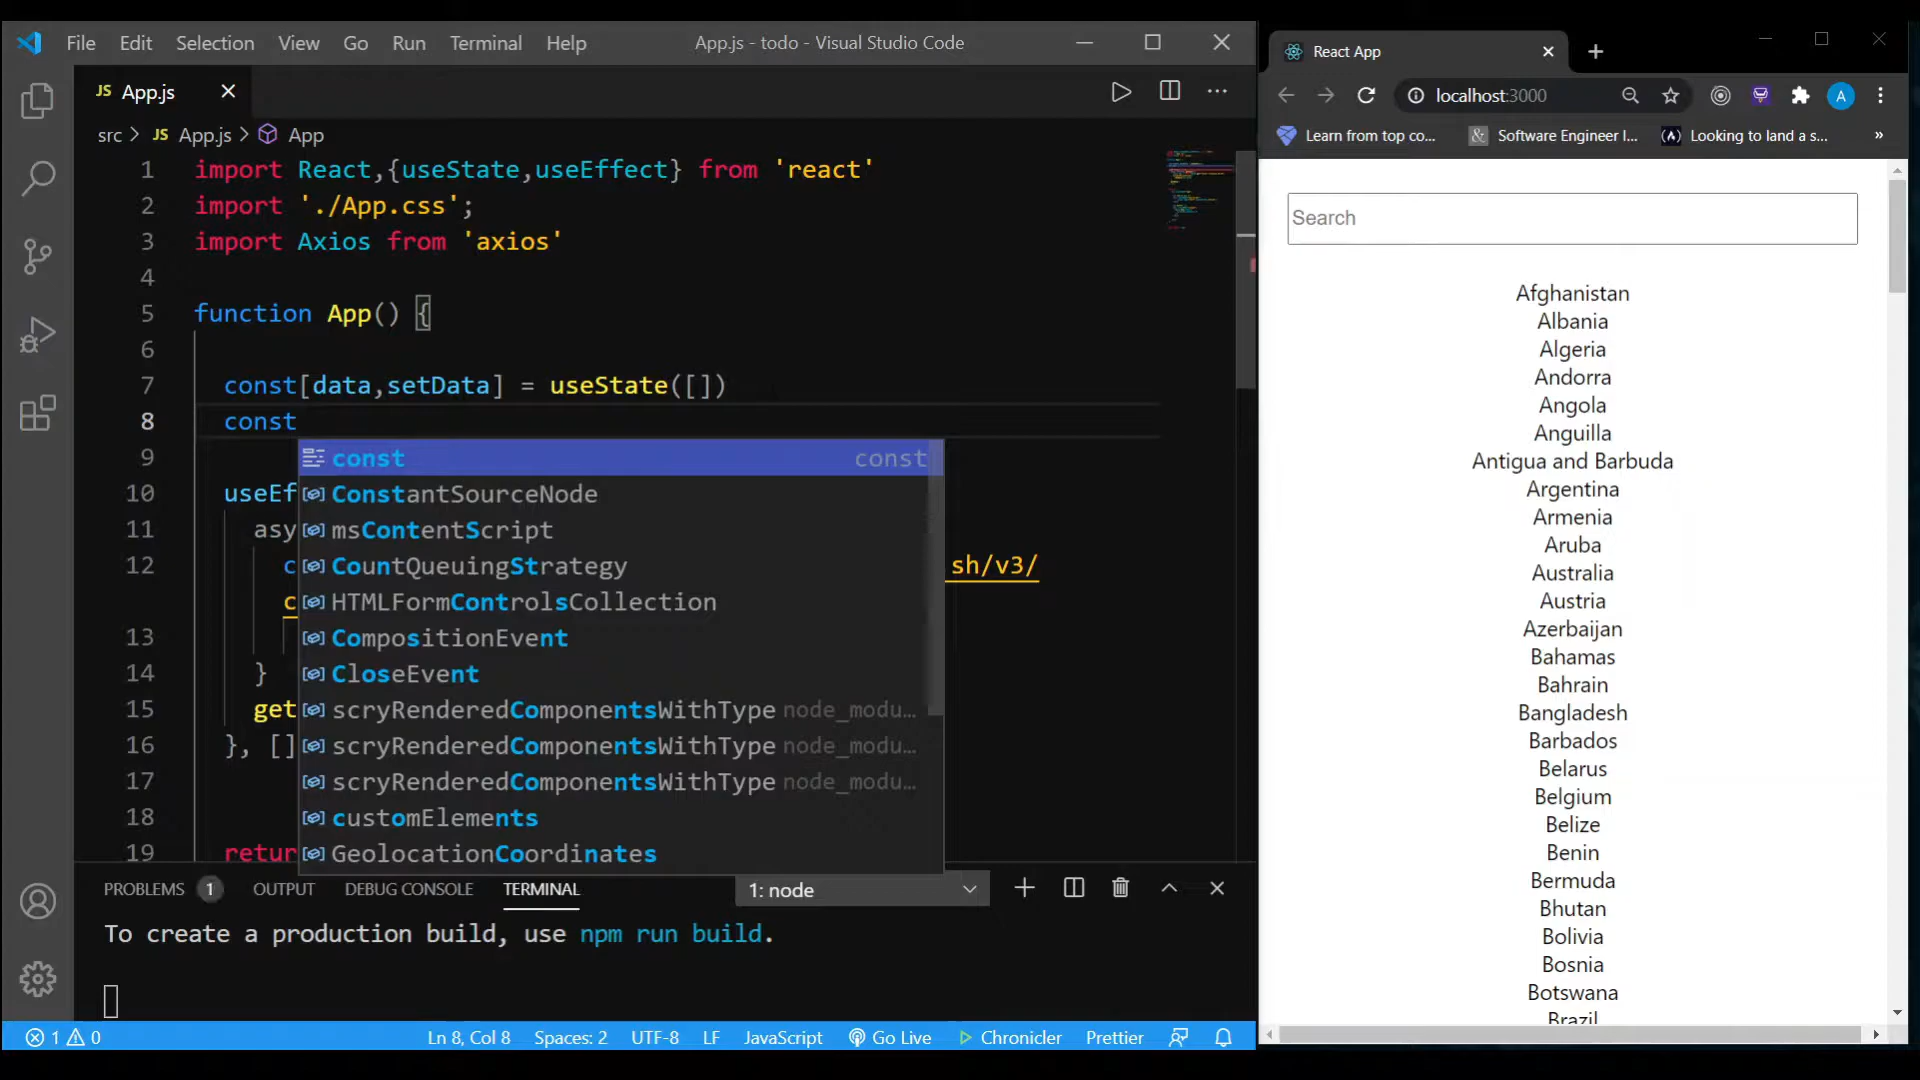 File Edit Selection View Go Run Terminal Help App.js - todo - Visual Studio Code
JS App.js
src > JS App.js > App
1 import React,{useState,useEffect} from 'react'
2 import './App.css';
3 import Axios from 'axios'
4
5 function App() {
6
7 const[data,setData] = useState([])
8 const
9 const const
ConstantSourceNode
10 useEf
msContentScript
11 asy
CountQueuingStrategy
12 c sh/v3/
HTMLFormControlsCollection
c
CompositionEvent
13
CloseEvent
14 }
scryRenderedComponentsWithType node_modu...
15 get
scryRenderedComponentsWithType node_modu...
16 }, []
scryRenderedComponentsWithType node_modu...
17
customElements
18
GeolocationCoordinates
19 retur
PROBLEMS 1 OUTPUT DEBUG CONSOLE TERMINAL 1: node
To create a production build, use npm run build.
1 0 Ln 8, Col 8 Spaces: 2 UTF-8 LF JavaScript Go Live Chronicler Prettier
React App
localhost:3000 A
Learn from top co... & Software Engineer I... (A) Looking to land a s... »
Search
Afghanistan
Albania
Algeria
Andorra
Angola
Anguilla
Antigua and Barbuda
Argentina
Armenia
Aruba
Australia
Austria
Azerbaijan
Bahamas
Bahrain
Bangladesh
Barbados
Belarus
Belgium
Belize
Benin
Bermuda
Bhutan
Bolivia
Bosnia
Botswana
Brazil